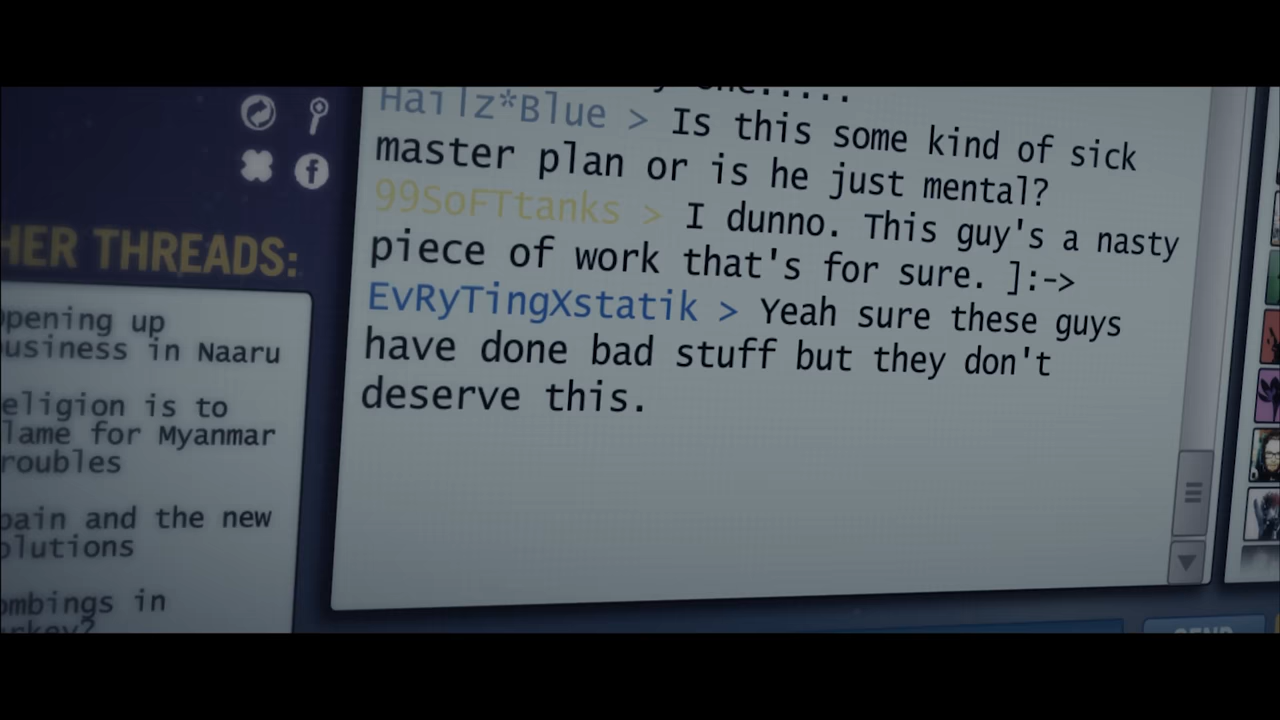 Hailz*Blue > Is this some kind of sick
master plan or is he just mental?
99SoFTtanks > I dunno. This guy's a nasty
piece of work that's for sure. ]:->
EvRyTingXstatik > Yeah sure these guys
have done bad stuff but they don't
deserve this.
HER THREADS:
pening up
usiness in Naaru
eligion is to
lame for Myanmar
roubles
pain and the new
olutions
ombings in
rkey?
SEND